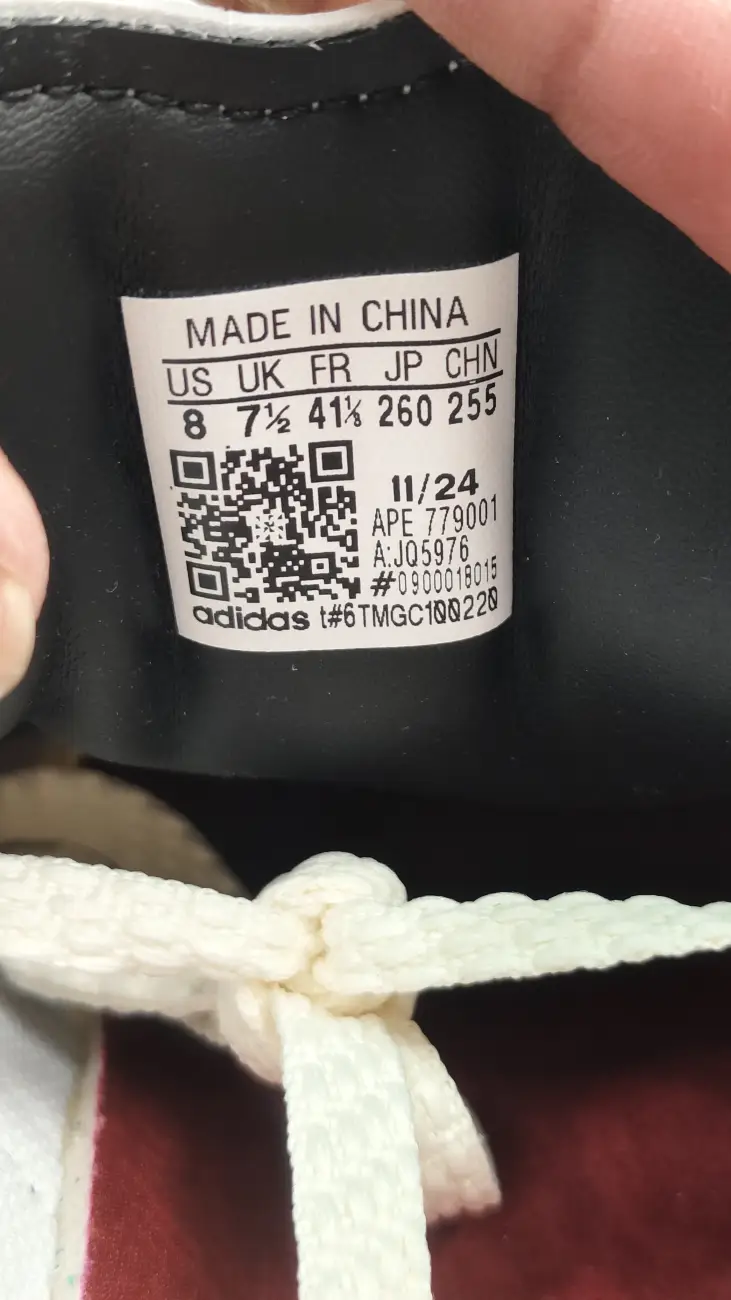 MADE IN CHINA
US UK FR JP CHN
8 7½ 41⅓ 260 255
11/24
APE 779001
A:JQ5976
#0900018015
adidas t#6TMGC100220